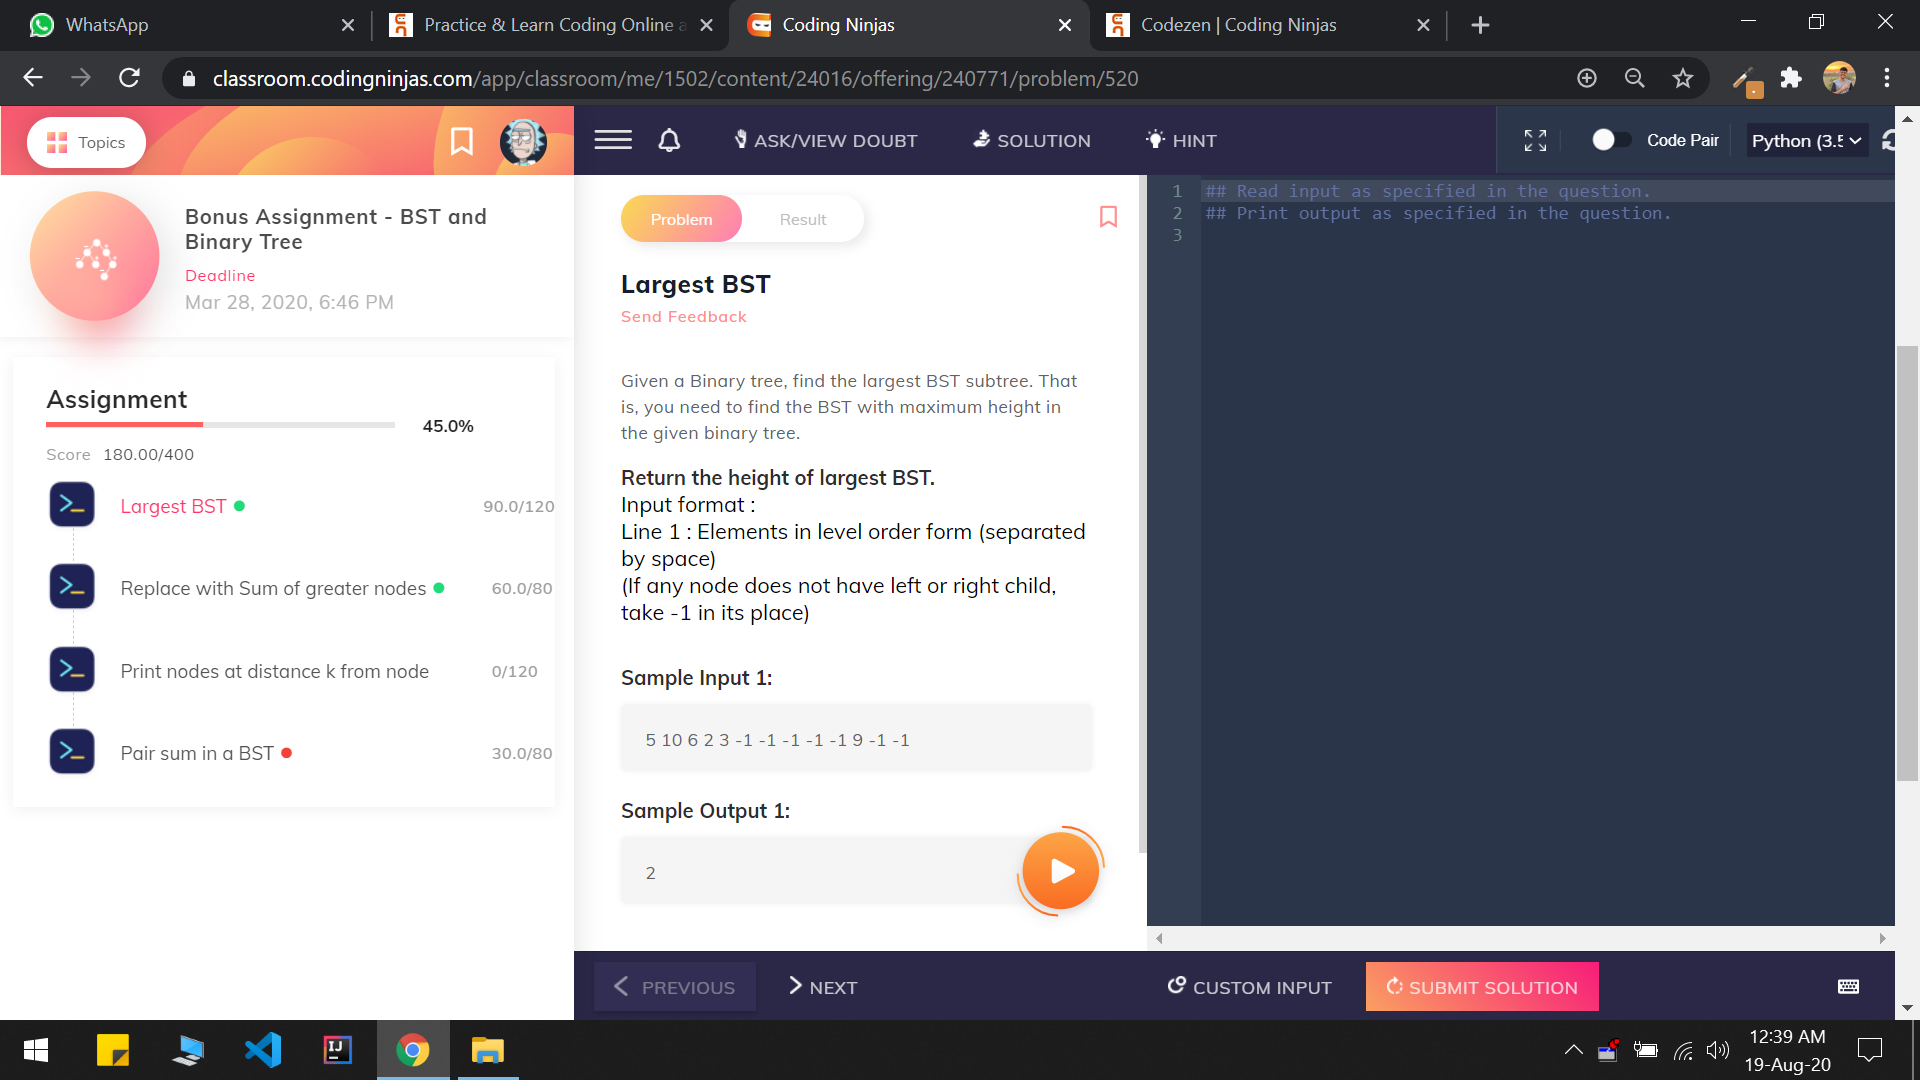 WhatsApp
Practice & Learn Coding Online a
Coding Ninjas
Codezen | Coding Ninjas
classroom.codingninjas.com/app/classroom/me/1502/content/24016/offering/240771/problem/520
Topics
ASK/VIEW DOUBT
SOLUTION
HINT
Code Pair
Python (3.5
Bonus Assignment - BST and
Binary Tree
Deadline
Mar 28, 2020, 6:46 PM
Assignment
45.0%
Score 180.00/400
Largest BST 90.0/120
Replace with Sum of greater nodes 60.0/80
Print nodes at distance k from node 0/120
Pair sum in a BST 30.0/80
Problem
Result
Largest BST
Send Feedback
Given a Binary tree, find the largest BST subtree. That
is, you need to find the BST with maximum height in
the given binary tree.
Return the height of largest BST.
Input format :
Line 1 : Elements in level order form (separated
by space)
(If any node does not have left or right child,
take -1 in its place)
Sample Input 1:
5 10 6 2 3 -1 -1 -1 -1 -1 9 -1 -1
Sample Output 1:
2
1 ## Read input as specified in the question.
2 ## Print output as specified in the question.
3
PREVIOUS
NEXT
CUSTOM INPUT
SUBMIT SOLUTION
IJ
12:39 AM
19-Aug-20